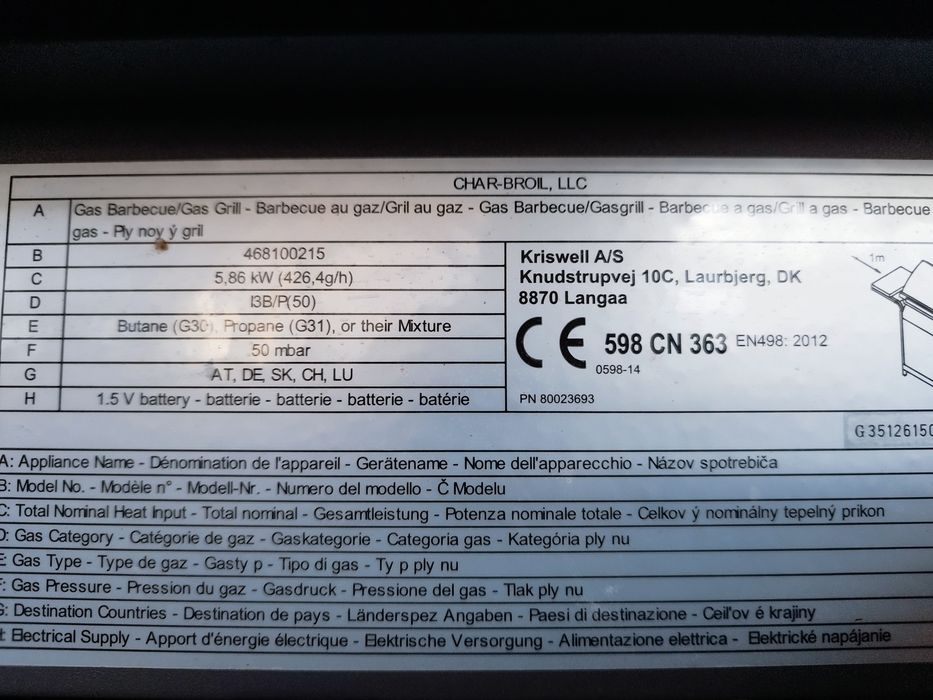 CHAR-BROIL, LLC
A Gas Barbecue/Gas Grill - Barbecue au gaz/Gril au gaz - Gas Barbecue/Gasgrill - Barbecue a gas/Grill a gas - Barbecue
gas - Ply noy ý gril
B 468100215
C 5,86 kW (426,4g/h)
D I3B/P(50)
E Butane (G30), Propane (G31), or their Mixture
F 50 mbar
G AT, DE, SK, CH, LU
H 1.5 V battery - batterie - batterie - batterie - batérie
Kriswell A/S
Knudstrupvej 10C, Laurbjerg, DK
8870 Langaa
CE 598 CN 363 EN498: 2012
0598-14
PN 80023693
1m
G35126150
A: Appliance Name - Dénomination de l'appareil - Gerätename - Nome dell'apparecchio - Názov spotrebiča
B: Model No. - Modèle n° - Modell-Nr. - Numero del modello - Č Modelu
C: Total Nominal Heat Input - Total nominal - Gesamtleistung - Potenza nominale totale - Celkov ý nominálny tepelný prikon
D: Gas Category - Catégorie de gaz - Gaskategorie - Categoria gas - Kategória ply nu
E: Gas Type - Type de gaz - Gasty p - Tipo di gas - Ty p ply nu
F: Gas Pressure - Pression du gaz - Gasdruck - Pressione del gas - Tlak ply nu
G: Destination Countries - Destination de pays - Länderspez Angaben - Paesi di destinazione - Cieľov é krajiny
H: Electrical Supply - Apport d'énergie électrique - Elektrische Versorgung - Alimentazione elettrica - Elektrické napájanie